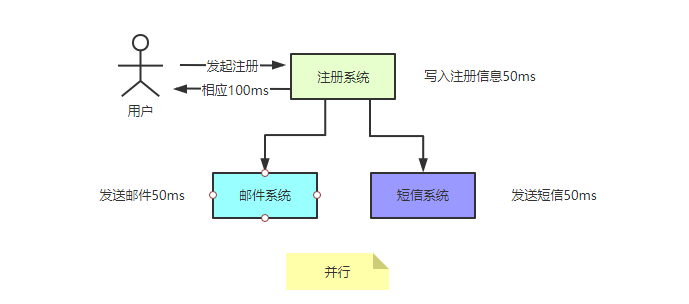 发起注册
注册系统
写入注册信息50ms
相应100ms
用户
发送邮件50ms
邮件系统
短信系统
发送短信50ms
并行